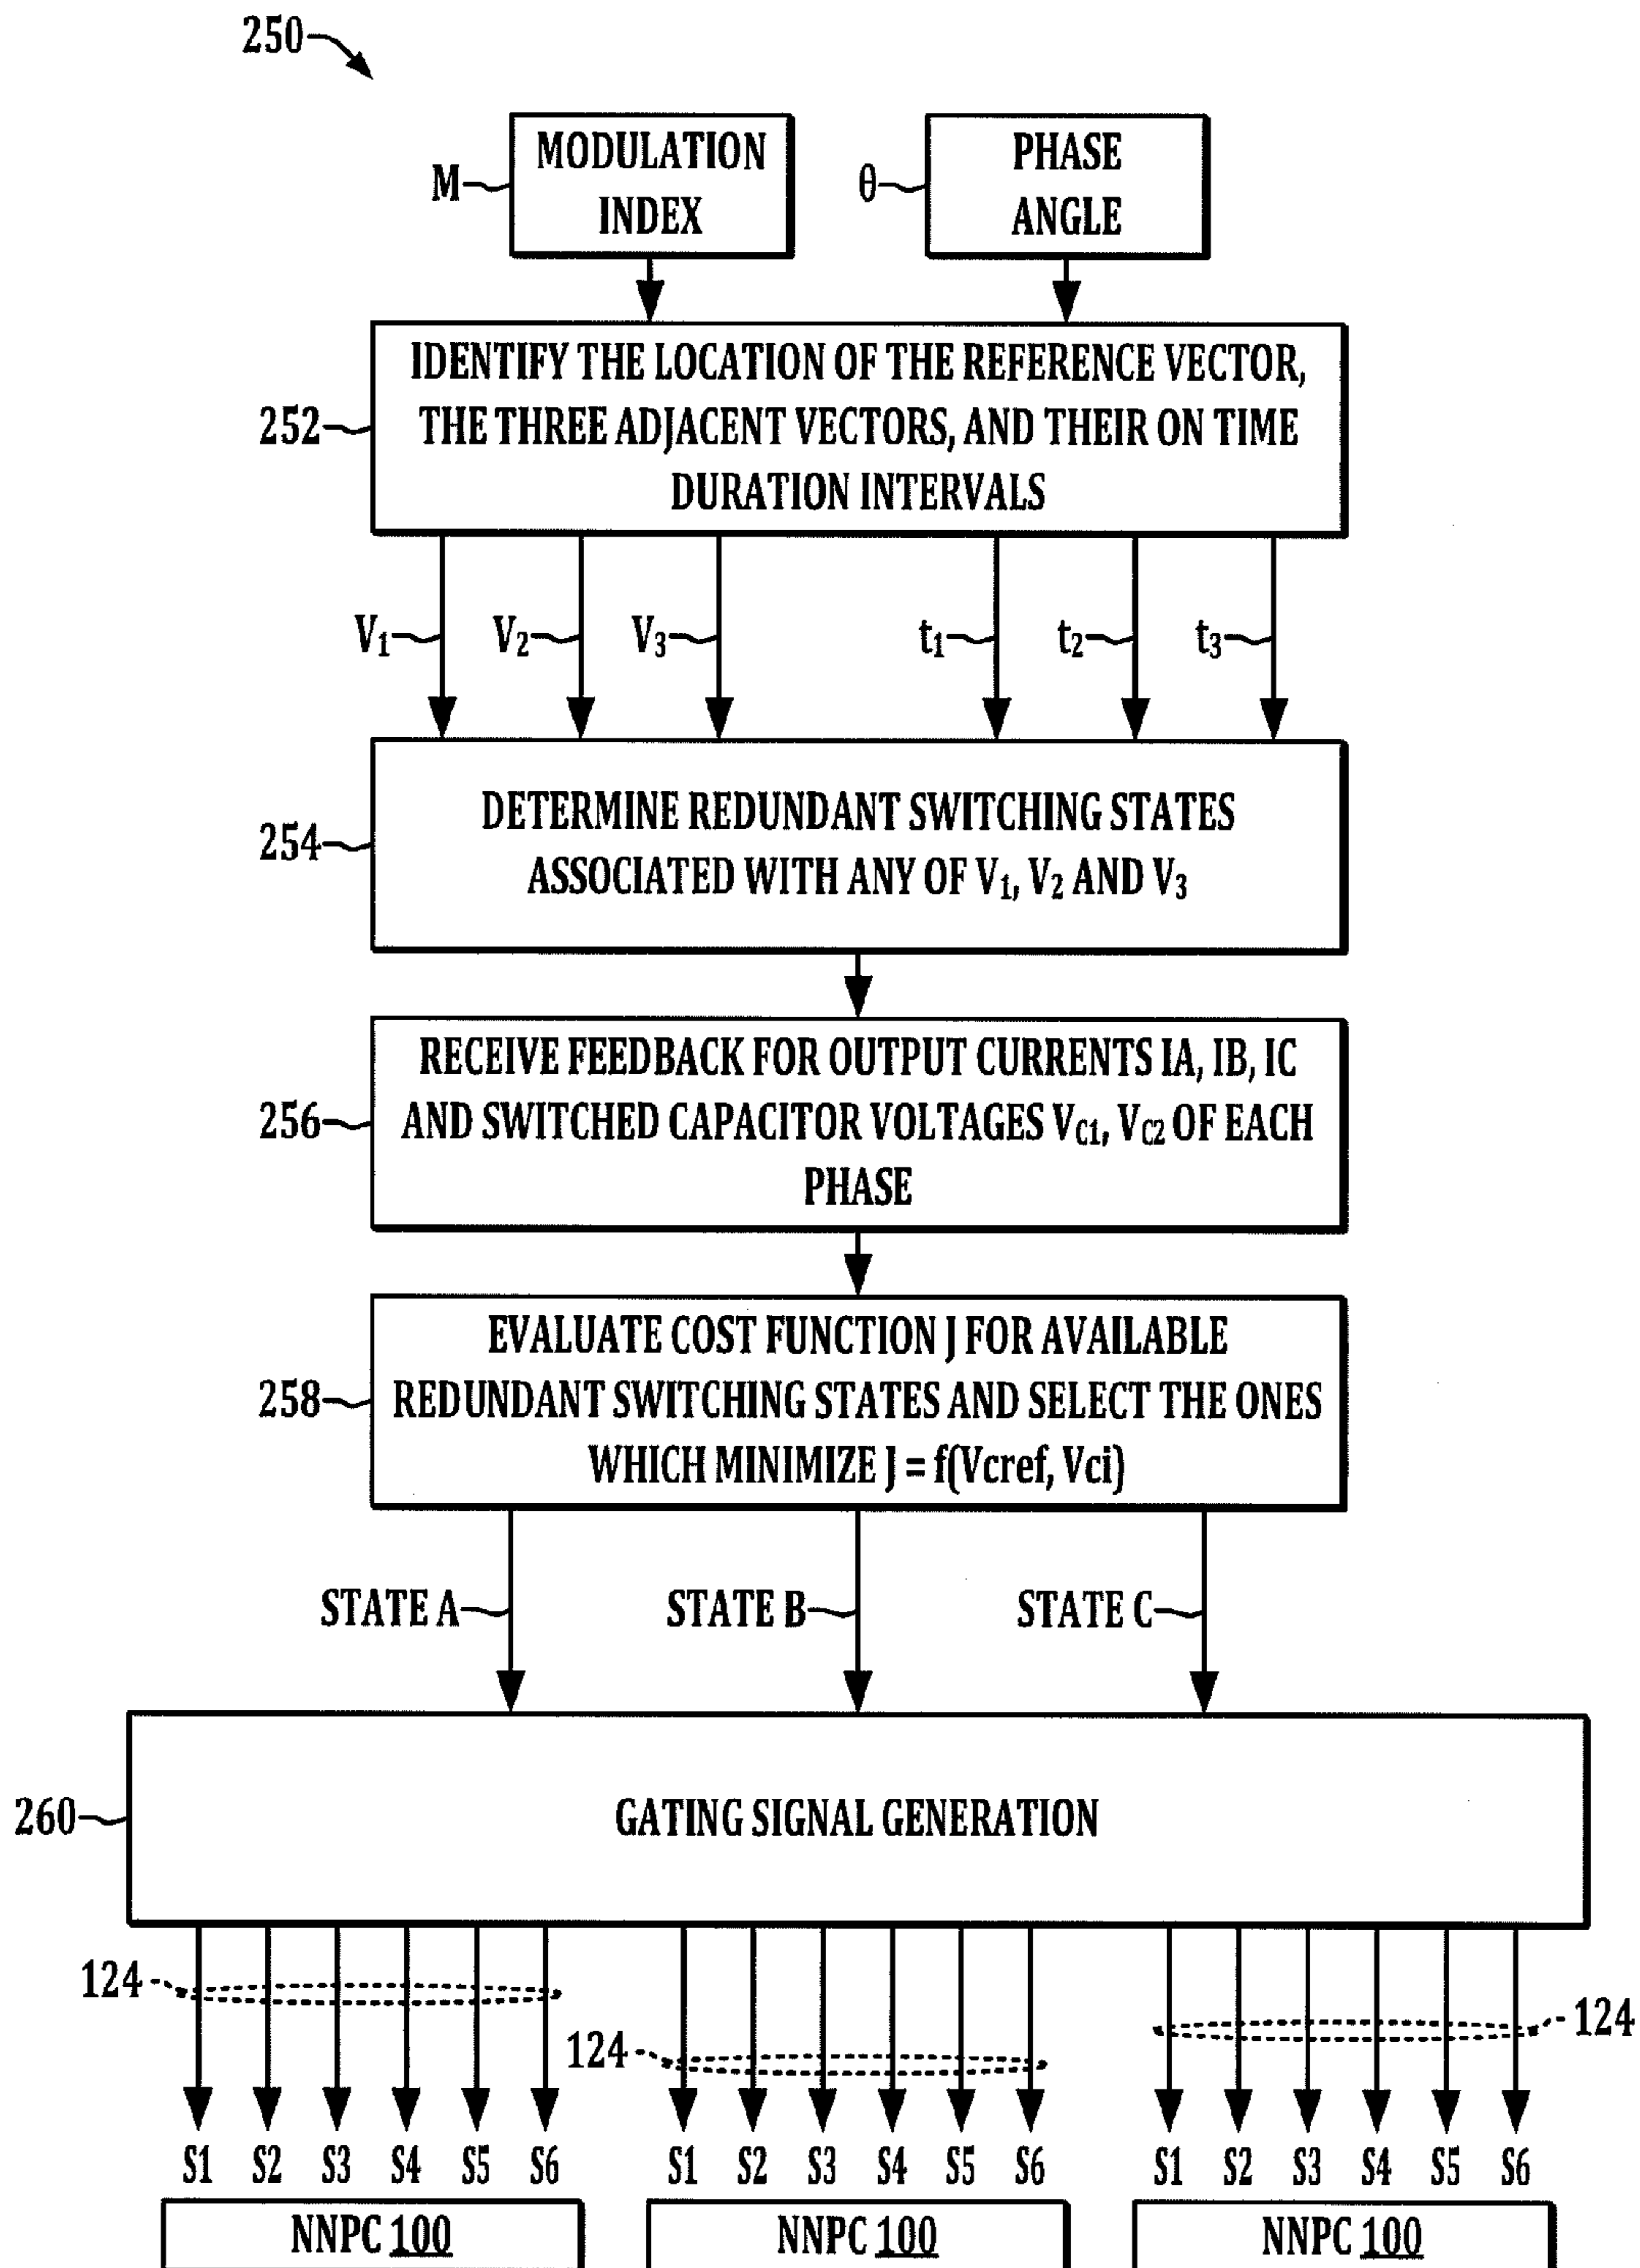 250
MODULATION
INDEX
M
PHASE
ANGLE
θ
IDENTIFY THE LOCATION OF THE REFERENCE VECTOR,
THE THREE ADJACENT VECTORS, AND THEIR ON TIME
DURATION INTERVALS
252
V₁ V₂ V₃ t₁ t₂ t₃
DETERMINE REDUNDANT SWITCHING STATES
ASSOCIATED WITH ANY OF V₁, V₂ AND V₃
254
RECEIVE FEEDBACK FOR OUTPUT CURRENTS IA, IB, IC
AND SWITCHED CAPACITOR VOLTAGES V_C1, V_C2 OF EACH
PHASE
256
EVALUATE COST FUNCTION J FOR AVAILABLE
REDUNDANT SWITCHING STATES AND SELECT THE ONES
WHICH MINIMIZE J = f(Vcref, Vci)
258
STATE A STATE B STATE C
GATING SIGNAL GENERATION
260
124
124
124
S1 S2 S3 S4 S5 S6 S1 S2 S3 S4 S5 S6 S1 S2 S3 S4 S5 S6
NNPC 100 NNPC 100 NNPC 100